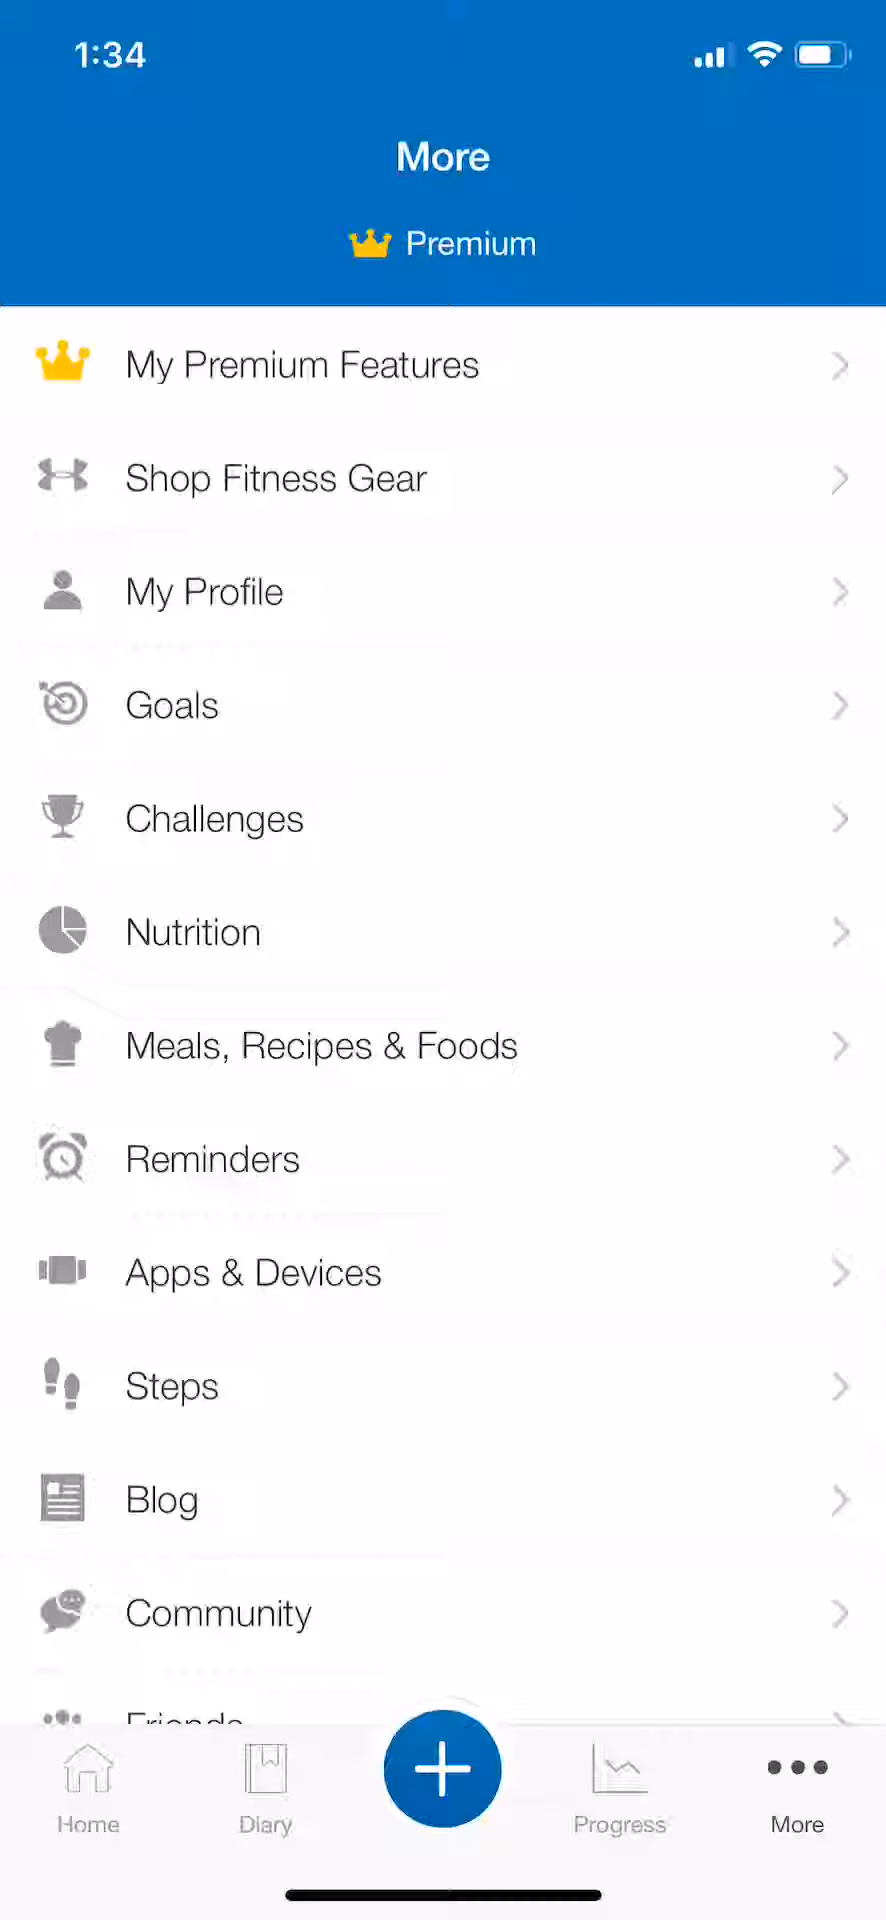 1:34
More
Premium
My Premium Features
Shop Fitness Gear
My Profile
Goals
Challenges
Nutrition
Meals, Recipes & Foods
Reminders
Apps & Devices
Steps
Blog
Community
Friends
Home
Diary
Progress
More